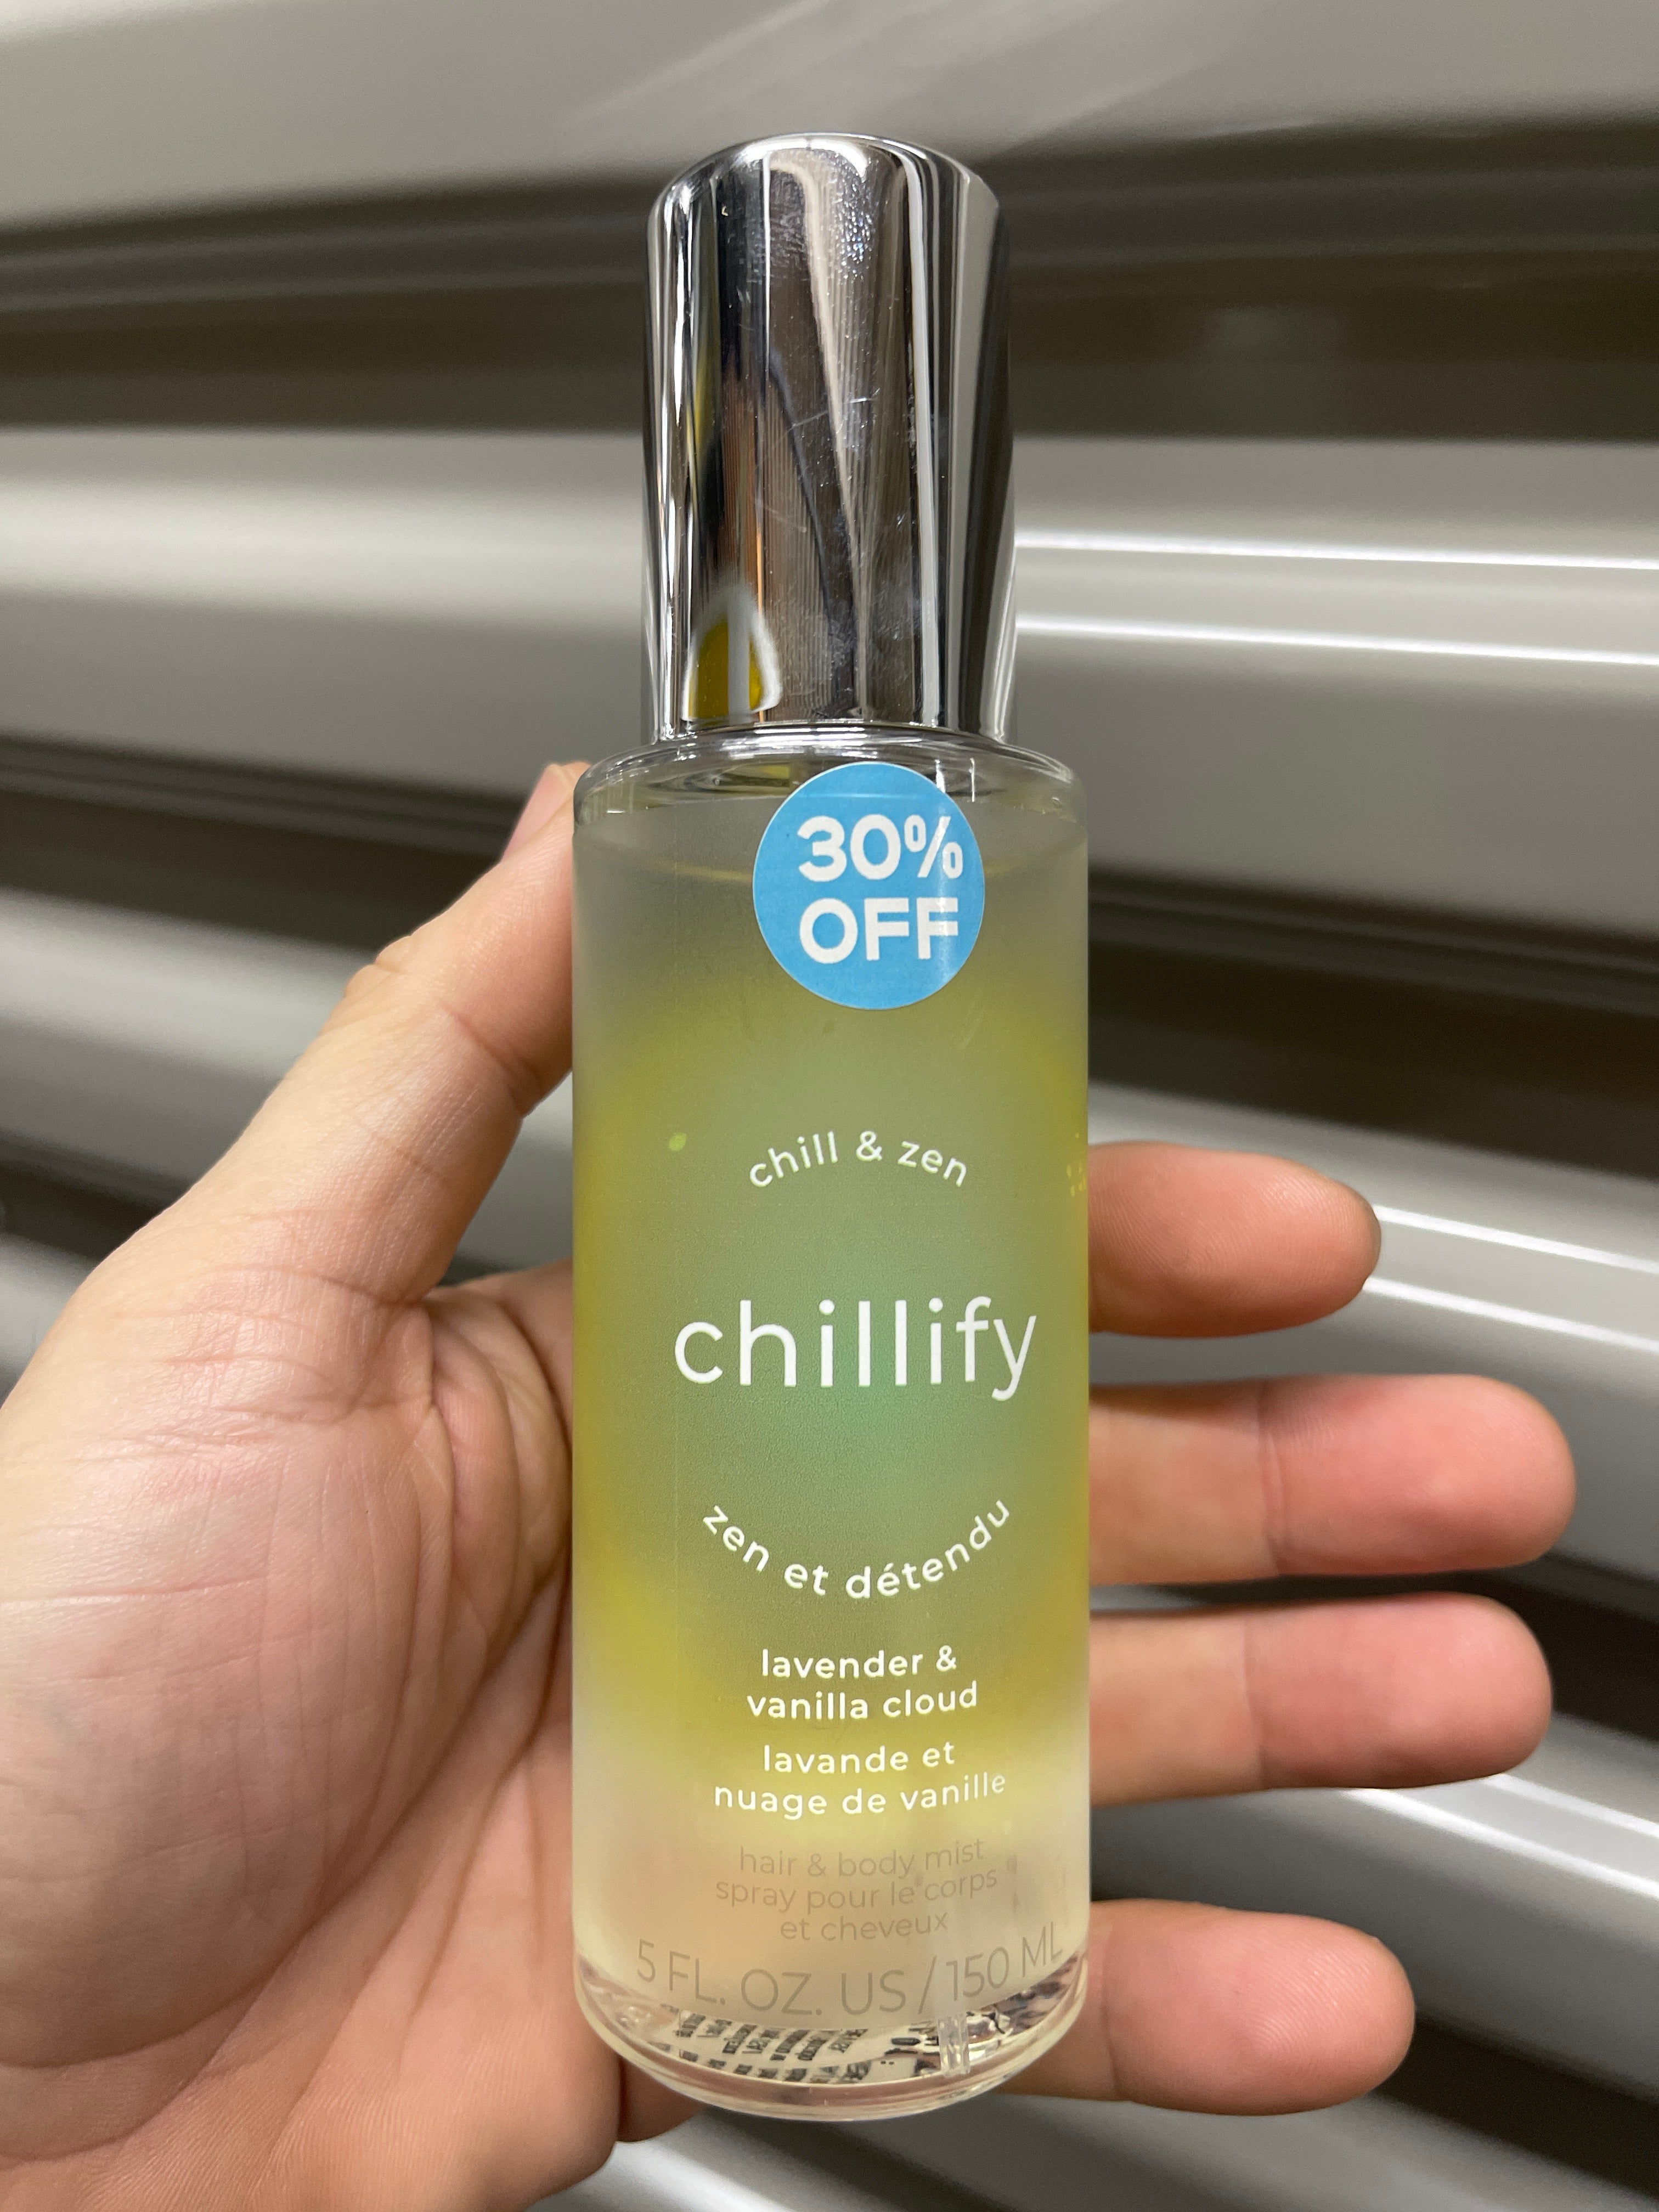 30%
OFF
chill & zen
chillify
zen et détendu
lavender &
vanilla cloud
lavande et
nuage de vanille
hair & body mist
spray pour le corps
et cheveux
5 FL. OZ. US / 150 ML